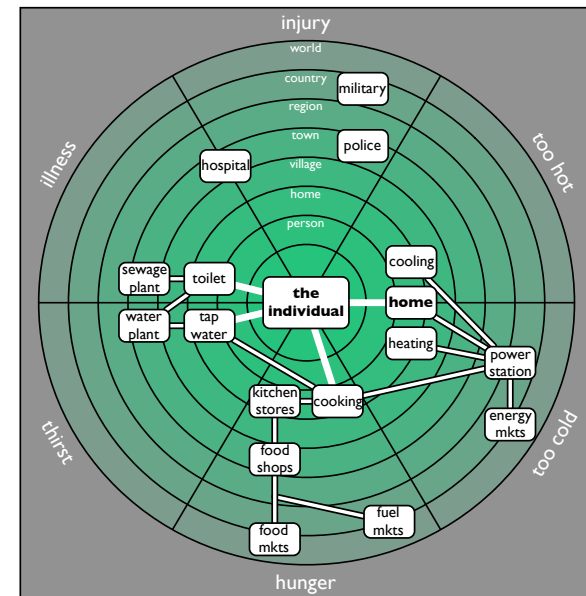 injury
world
country
military
region
town
police
hospital
village
home
person
illness
too hot
cooling
sewage
plant
toilet
the
individual
home
water
plant
tap
water
heating
power
station
kitchen
stores
cooking
energy
mkts
thirst
too cold
food
shops
fuel
mkts
food
mkts
hunger